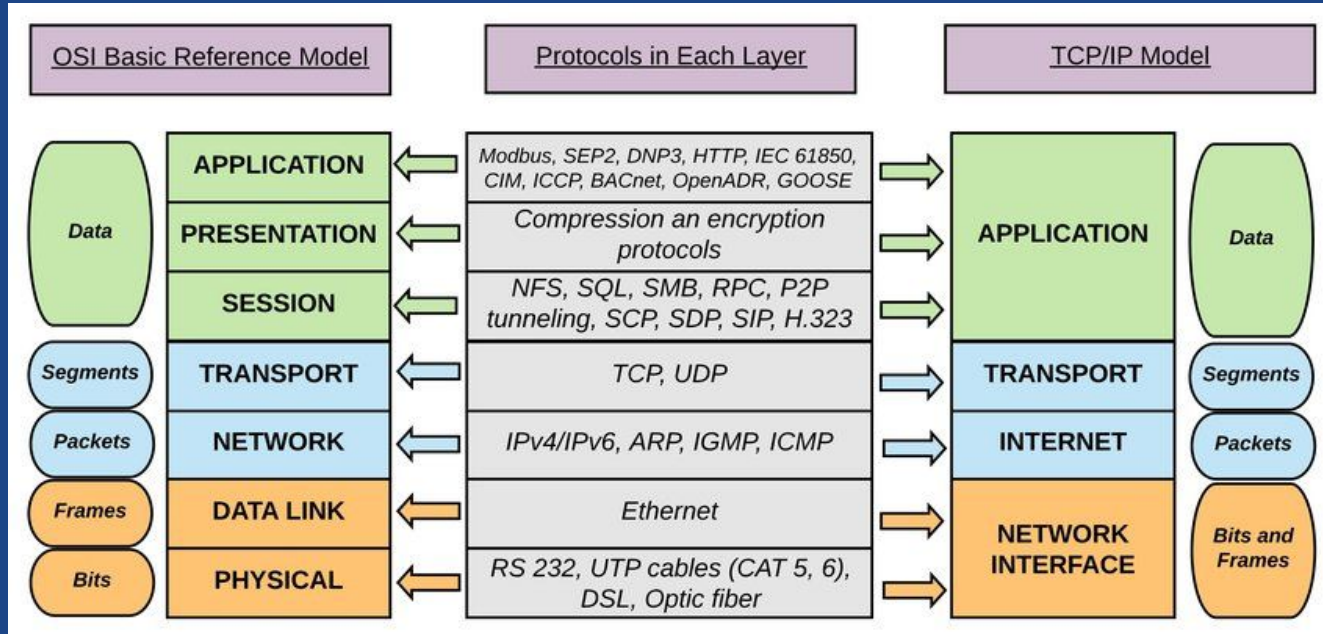 OSI Basic Reference Model
Protocols in Each Layer
TCP/IP Model
Data
APPLICATION
Modbus, SEP2, DNP3, HTTP, IEC 61850,
CIM, ICCP, BACnet, OpenADR, GOOSE
PRESENTATION
Compression an encryption
protocols
SESSION
NFS, SQL, SMB, RPC, P2P
tunneling, SCP, SDP, SIP, H.323
APPLICATION
Data
Segments
TRANSPORT
TCP, UDP
TRANSPORT
Segments
Packets
NETWORK
IPv4/IPv6, ARP, IGMP, ICMP
INTERNET
Packets
Frames
DATA LINK
Ethernet
Bits
PHYSICAL
RS 232, UTP cables (CAT 5, 6),
DSL, Optic fiber
NETWORK
INTERFACE
Bits and
Frames